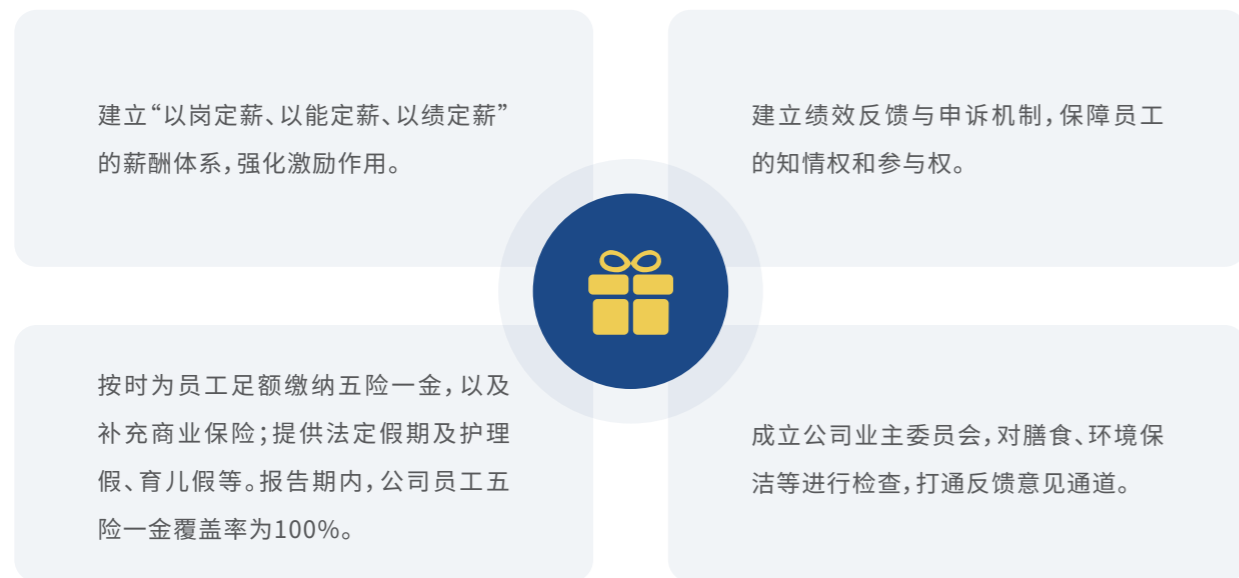 建立“以岗定薪、以能定薪、以绩定薪”
的薪酬体系,强化激励作用。
建立绩效反馈与申诉机制,保障员工
的知情权和参与权。
按时为员工足额缴纳五险一金,以及
补充商业保险;提供法定假期及护理
假、育儿假等。报告期内,公司员工五
险一金覆盖率为100%。
成立公司业主委员会,对膳食、环境保
洁等进行检查,打通反馈意见通道。